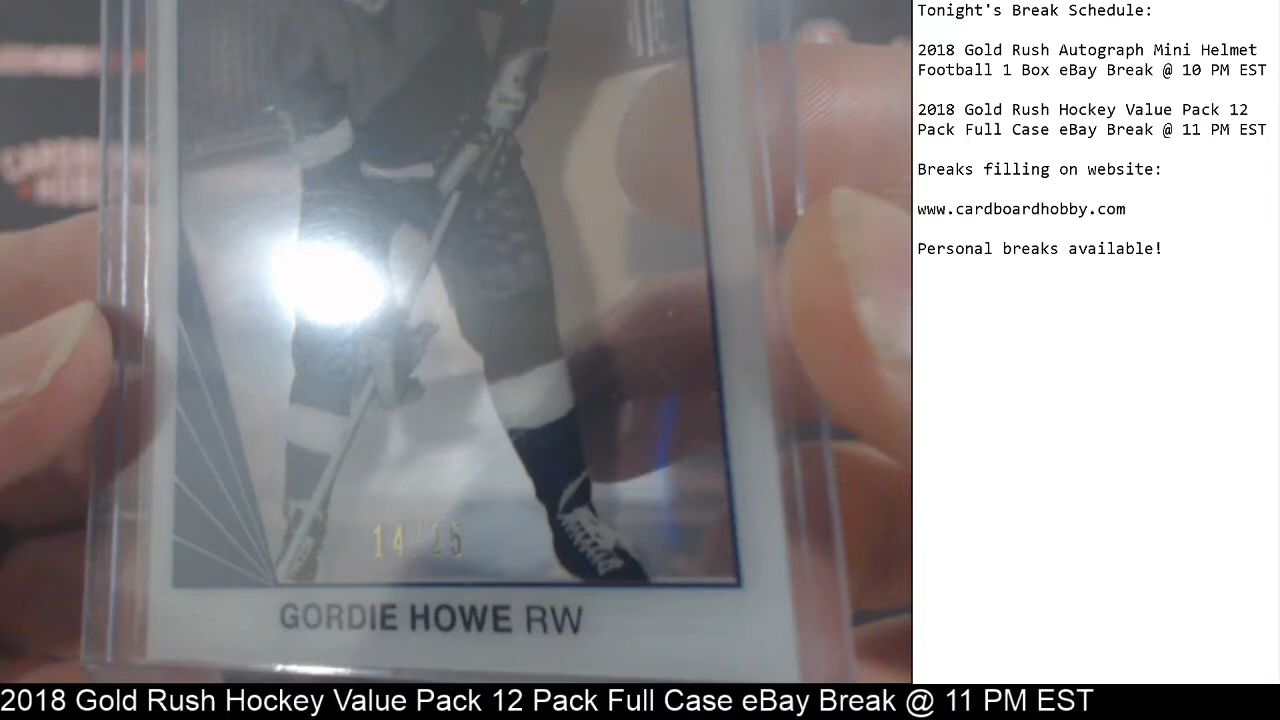 Tonight's Break Schedule:
2018 Gold Rush Autograph Mini Helmet
Football 1 Box eBay Break @ 10 PM EST
2018 Gold Rush Hockey Value Pack 12
Pack Full Case eBay Break @ 11 PM EST
Breaks filling on website:
www.cardboardhobby.com
Personal breaks available!
14/25
GORDIE HOWE RW
2018 Gold Rush Hockey Value Pack 12 Pack Full Case eBay Break @ 11 PM EST